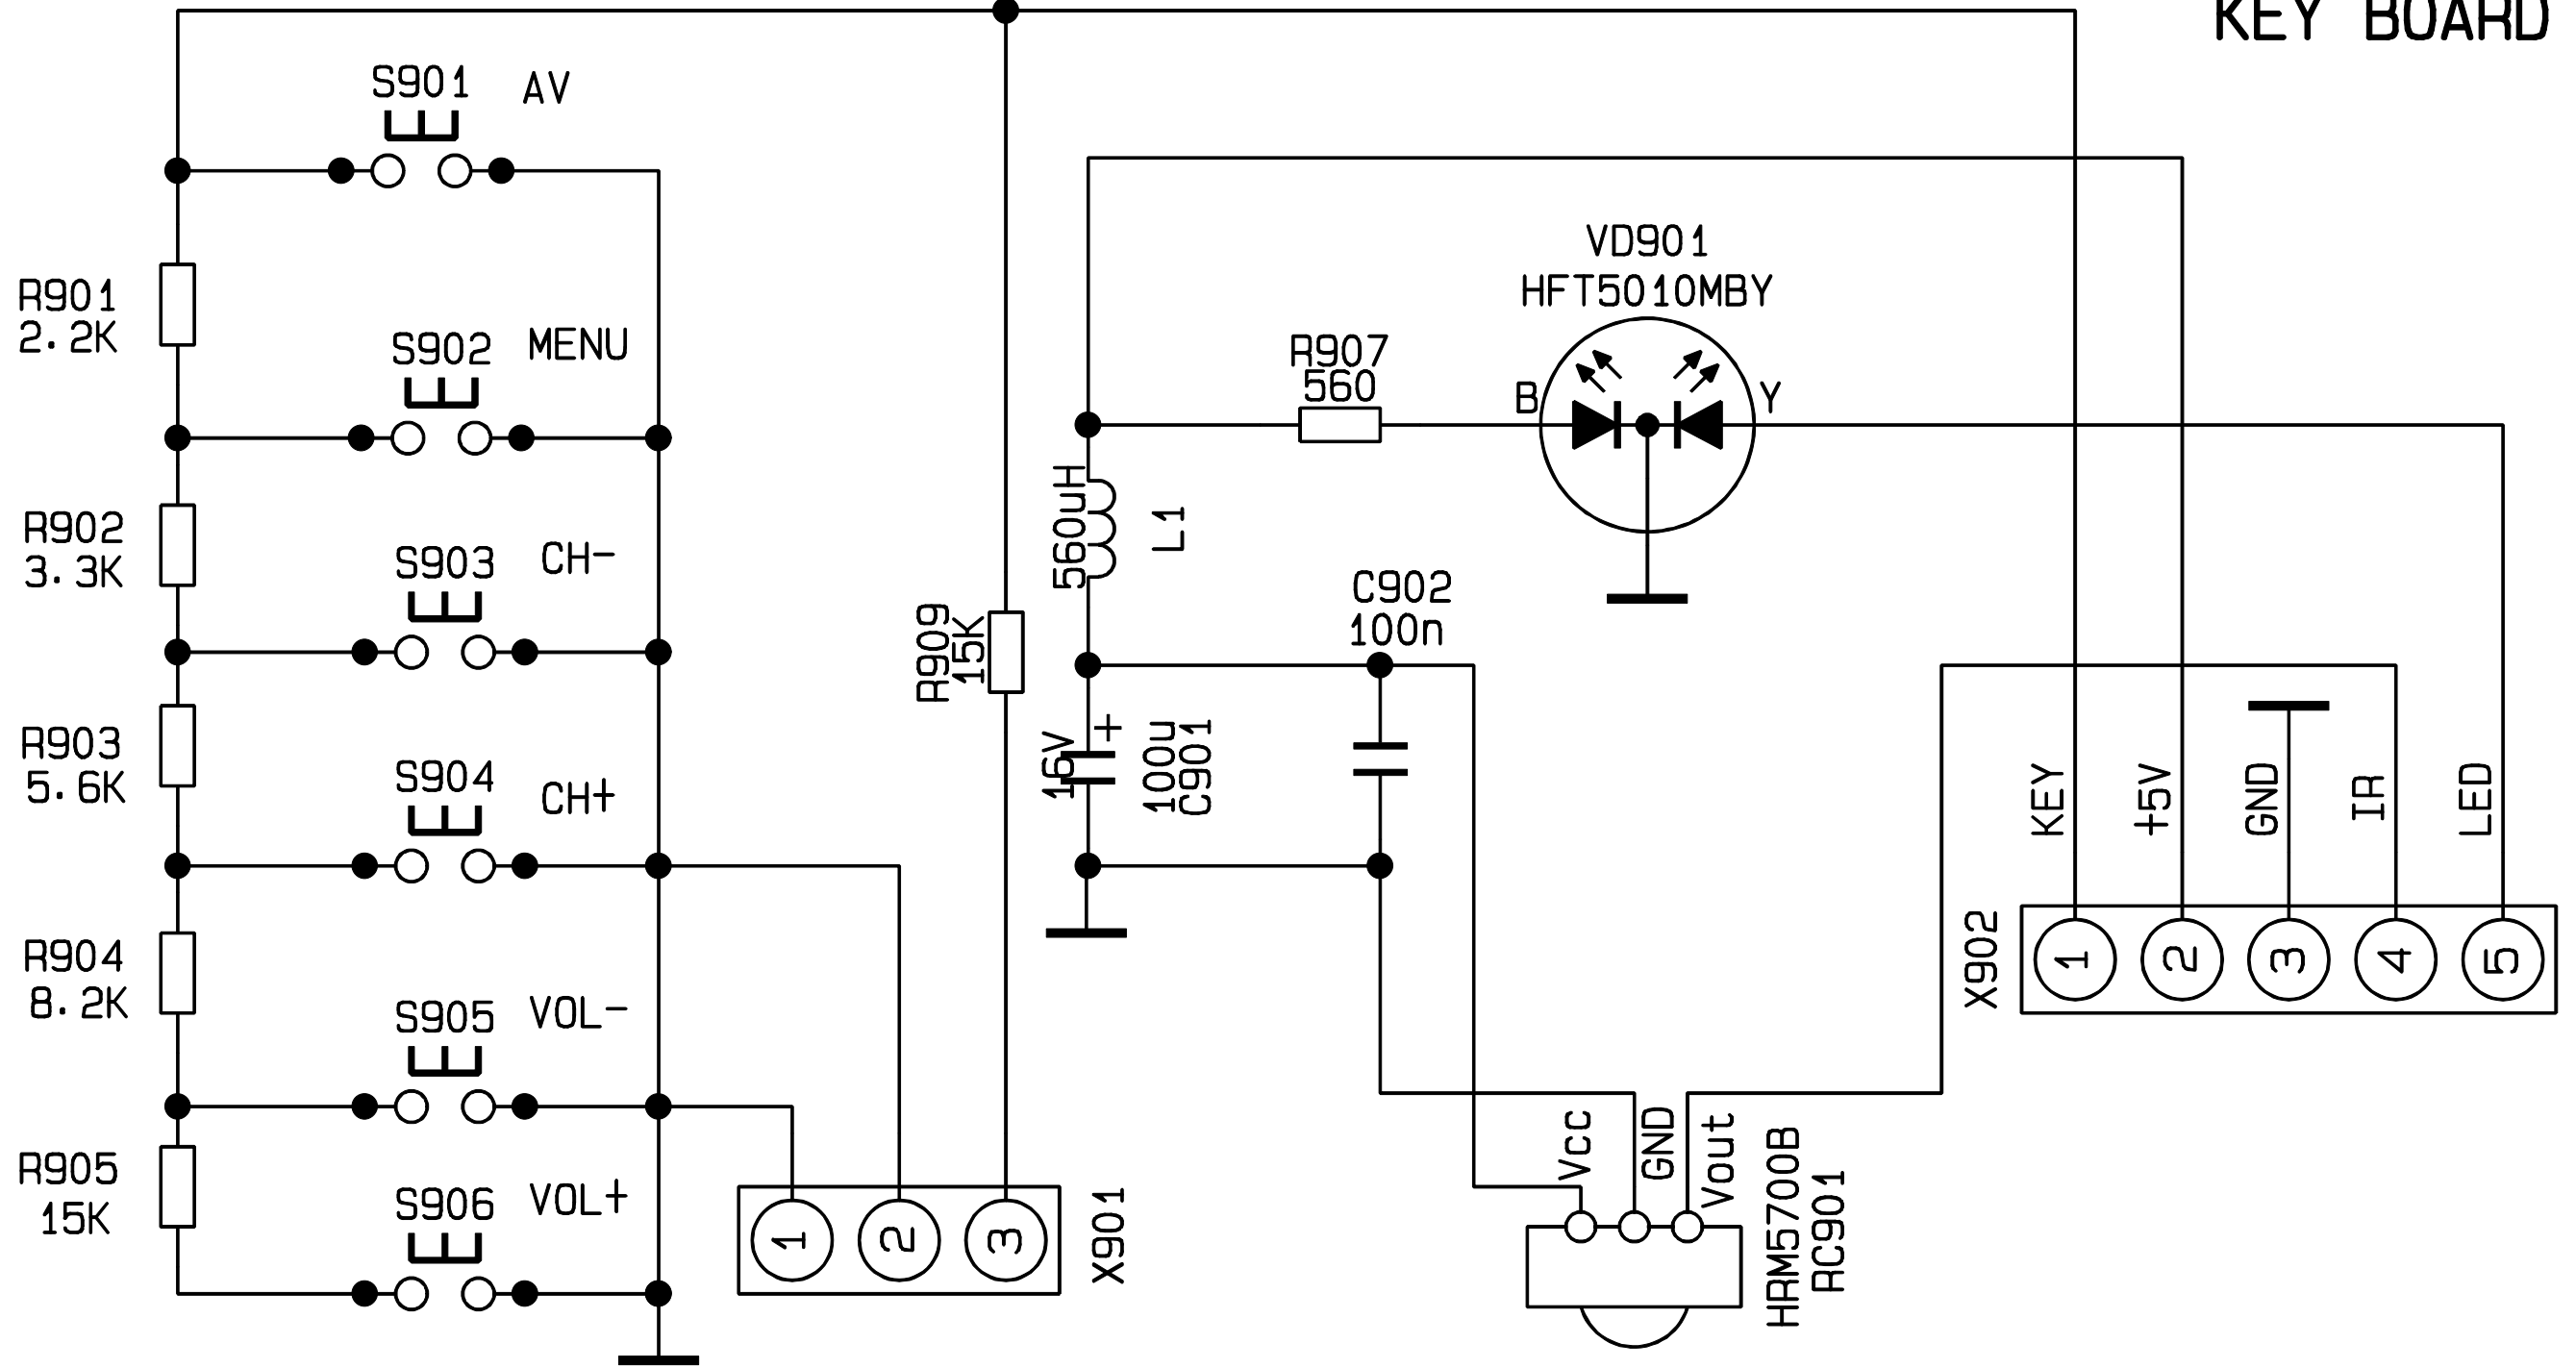 KEY BOARD
S901 AV
R901
2.2K
S902 MENU
R902
3.3K
S903 CH-
R903
5.6K
S904 CH+
R904
8.2K
S905 VOL-
R905
15K
S906 VOL+
1 2 3
X901
R909
15K
VD901
HFT5010MBY
R907
560
B
Y
560uH
L1
C902
100n
16V
+
100u
C901
KEY
+5V
GND
IR
LED
X902
1 2 3 4 5
Vcc
GND
Vout
HRM5700B
RC901